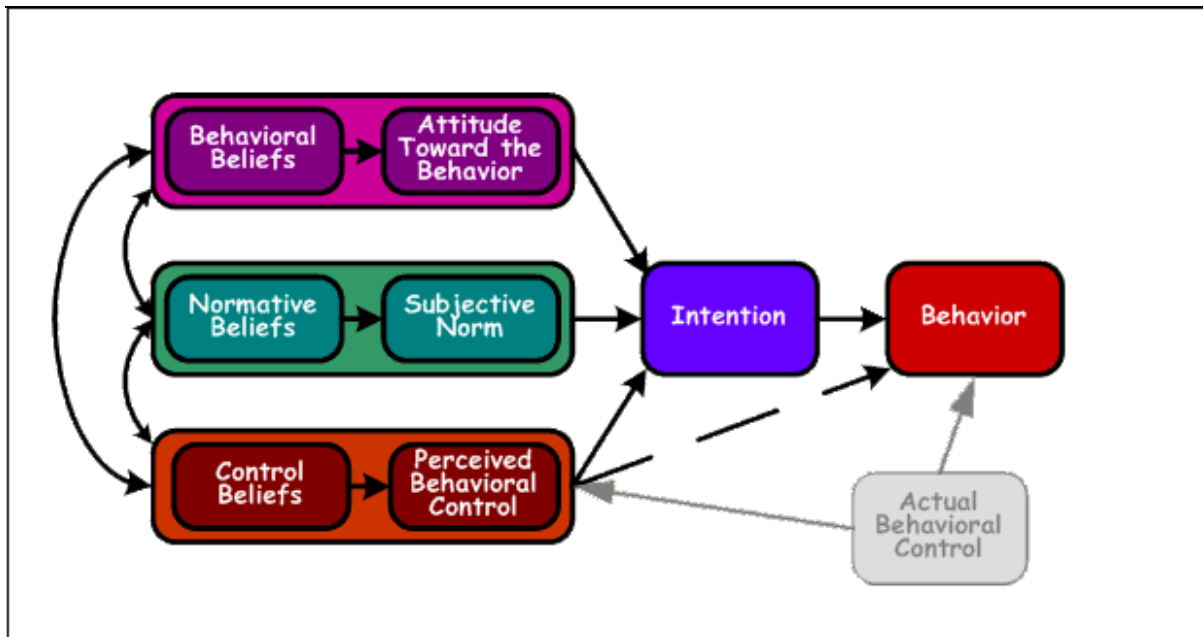 Behavioral
Beliefs
Attitude
Toward the
Behavior
Normative
Beliefs
Subjective
Norm
Intention
Behavior
Control
Beliefs
Perceived
Behavioral
Control
Actual
Behavioral
Control